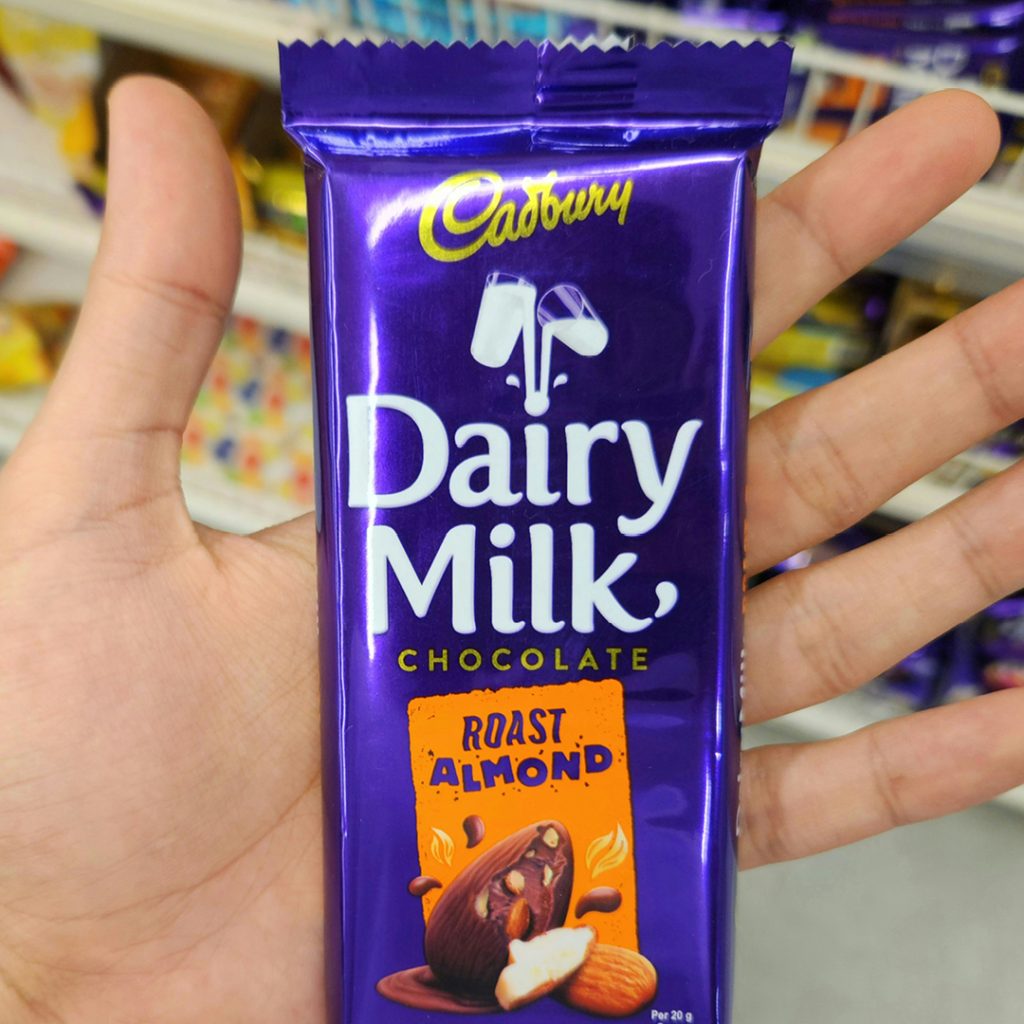 Cadbury
Dairy
Milk
CHOCOLATE
ROAST
ALMOND
Per 20 g